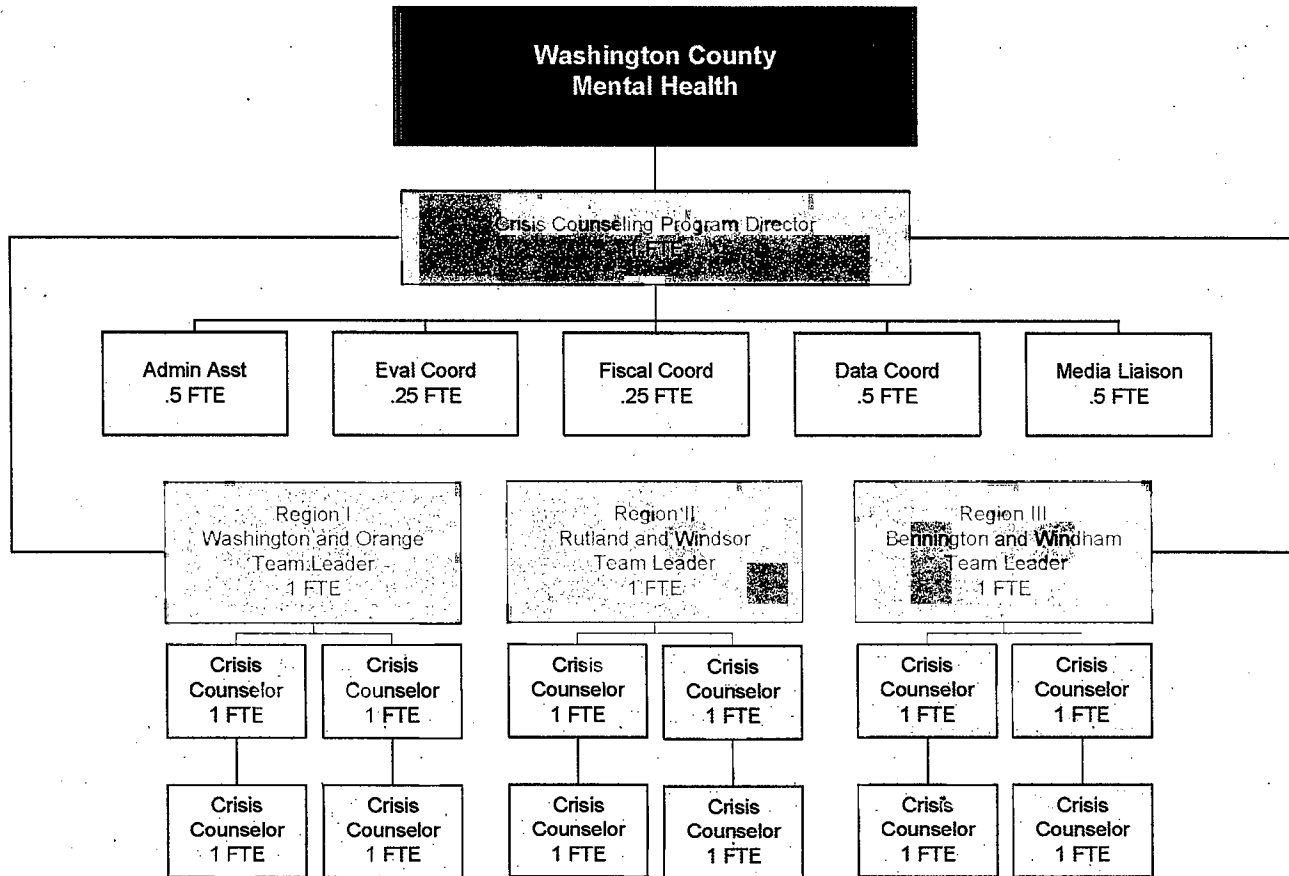 Washington County
Mental Health
Crisis Counseling Program Director
1 FTE
Admin Asst
.5 FTE
Eval Coord
.25 FTE
Fiscal Coord
.25 FTE
Data Coord
.5 FTE
Media Liaison
.5 FTE
Region I
Washington and Orange
Team Leader
1 FTE
Region II
Rutland and Windsor
Team Leader
1 FTE
Region III
Bennington and Windham
Team Leader
1 FTE
Crisis
Counselor
1 FTE
Crisis
Counselor
1 FTE
Crisis
Counselor
1 FTE
Crisis
Counselor
1 FTE
Crisis
Counselor
1 FTE
Crisis
Counselor
1 FTE
Crisis
Counselor
1 FTE
Crisis
Counselor
1 FTE
Crisis
Counselor
1 FTE
Crisis
Counselor
1 FTE
Crisis
Counselor
1 FTE
Crisis
Counselor
1 FTE